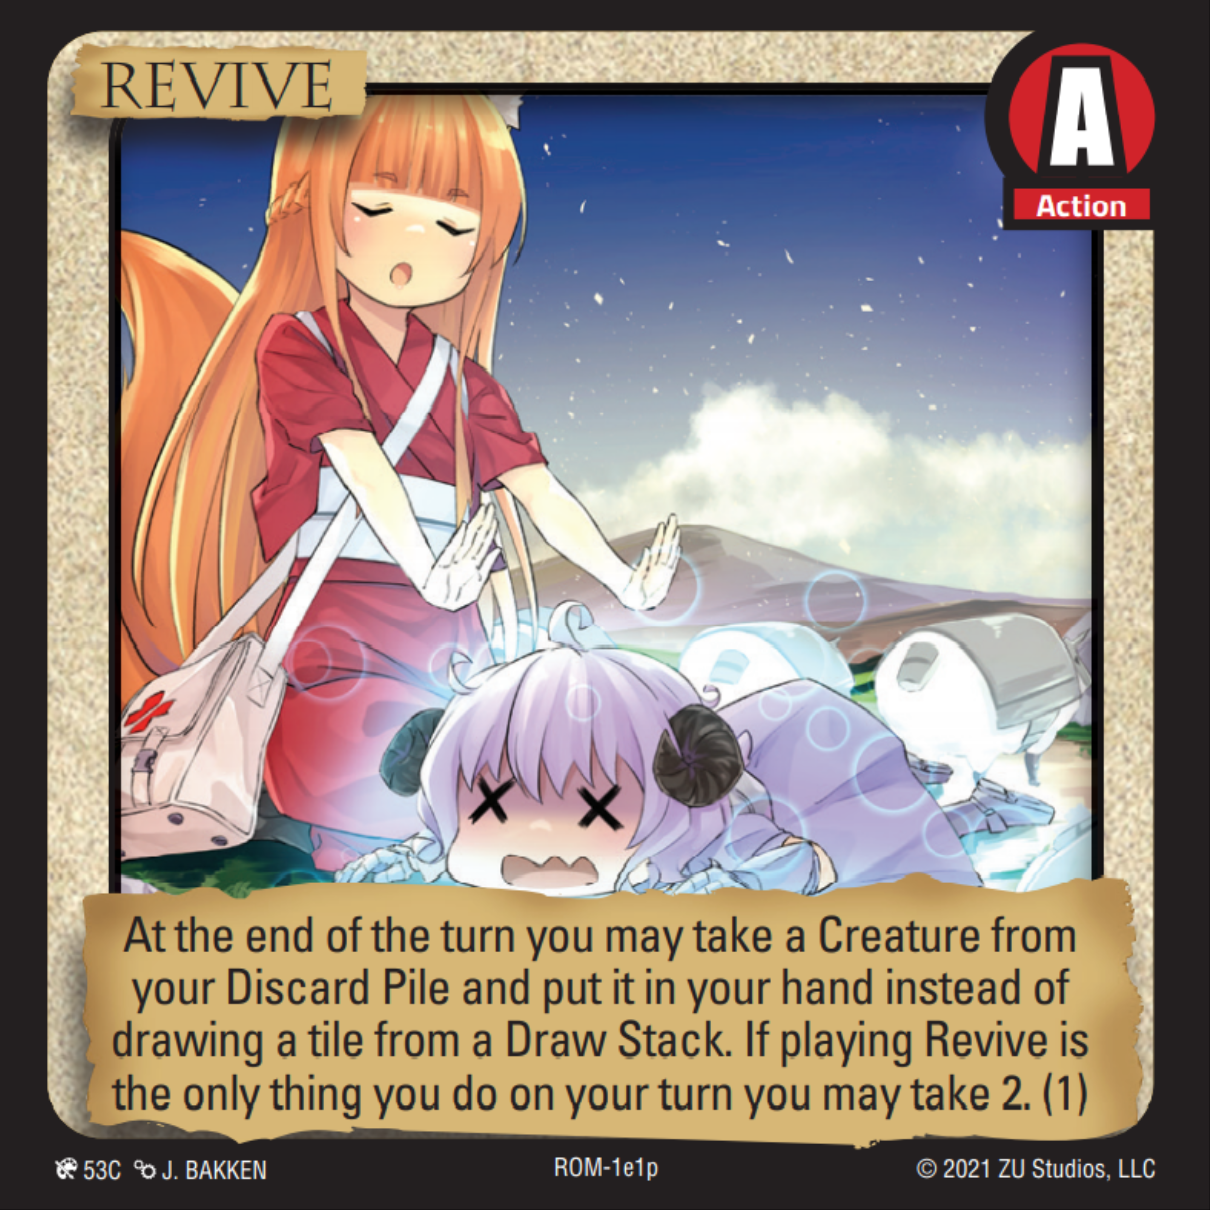 REVIVE
A
Action
At the end of the turn you may take a Creature from
your Discard Pile and put it in your hand instead of
drawing a tile from a Draw Stack. If playing Revive is
the only thing you do on your turn you may take 2. (1)
53C J. BAKKEN
ROM-1e1p
© 2021 ZU Studios, LLC